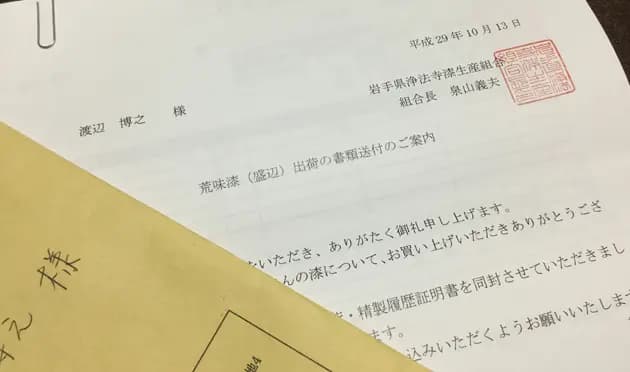 平成29年10月13日
岩手県浄法寺漆生産組合
組合長　泉山義夫
渡辺　博之　様
荒味漆（盛辺）出荷の書類送付のご案内
をいただき、ありがたく御礼申し上げます。
んの漆について、お買い上げいただきありがとうござ
・精製履歴証明書を同封させていただきまし
ます。
込みいただくようお願いいたしま
様
地4